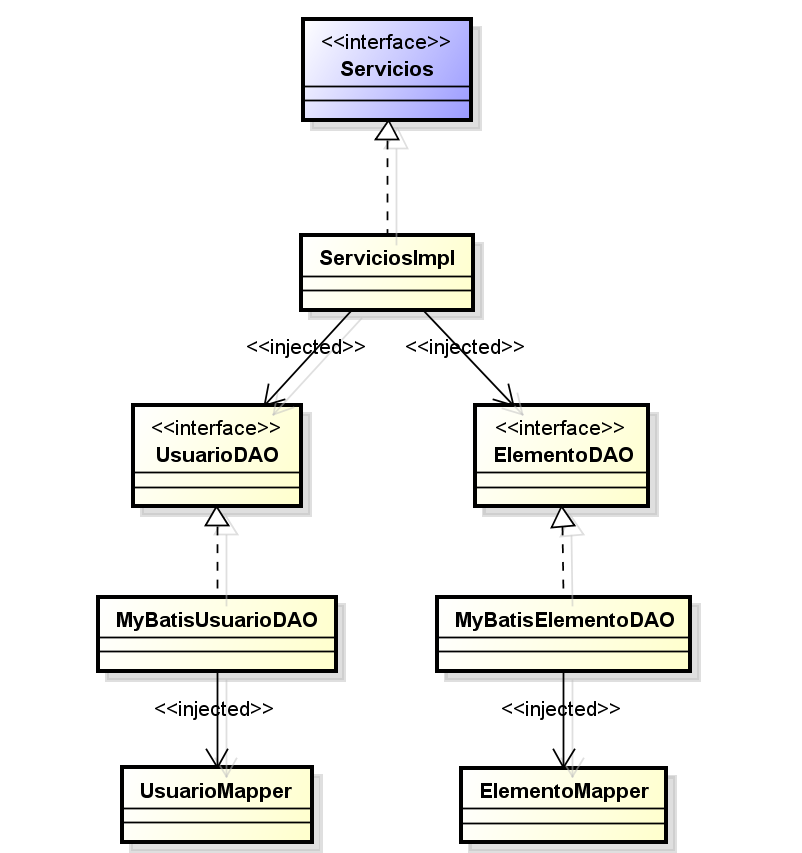 <<interface>>
Servicios
ServiciosImpl
<<injected>>
<<injected>>
<<interface>>
UsuarioDAO
<<interface>>
ElementoDAO
MyBatisUsuarioDAO
MyBatisElementoDAO
<<injected>>
<<injected>>
UsuarioMapper
ElementoMapper